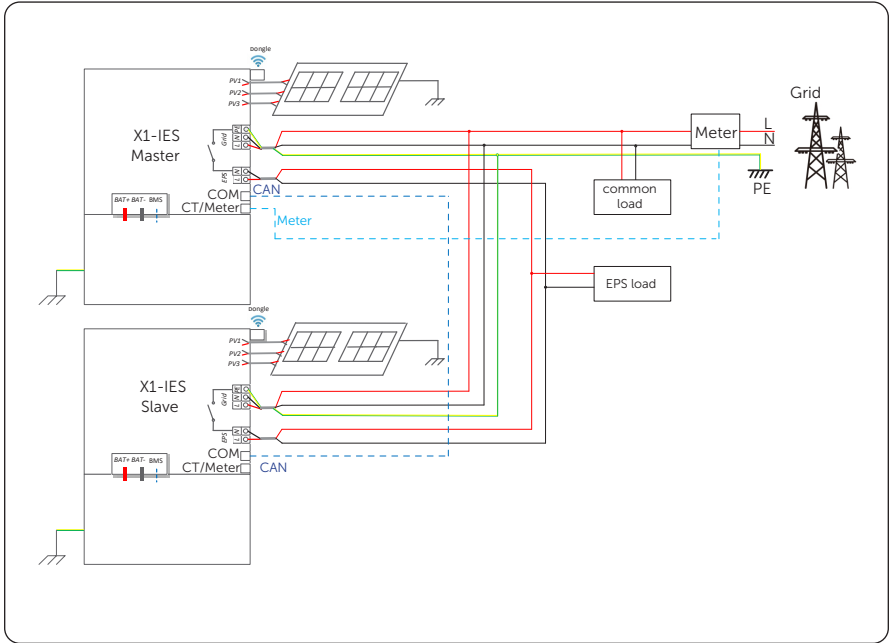 Dongle
PV1
PV2
PV3
X1-IES
Master
Grid
PE
N
L
EPS
N
L
BAT+ BAT- BMS
COM
CAN
CT/Meter
Meter
common
load
Meter
L
N
Grid
PE
EPS load
Dongle
PV1
PV2
PV3
X1-IES
Slave
Grid
PE
N
L
EPS
N
L
BAT+ BAT- BMS
COM
CT/Meter
CAN